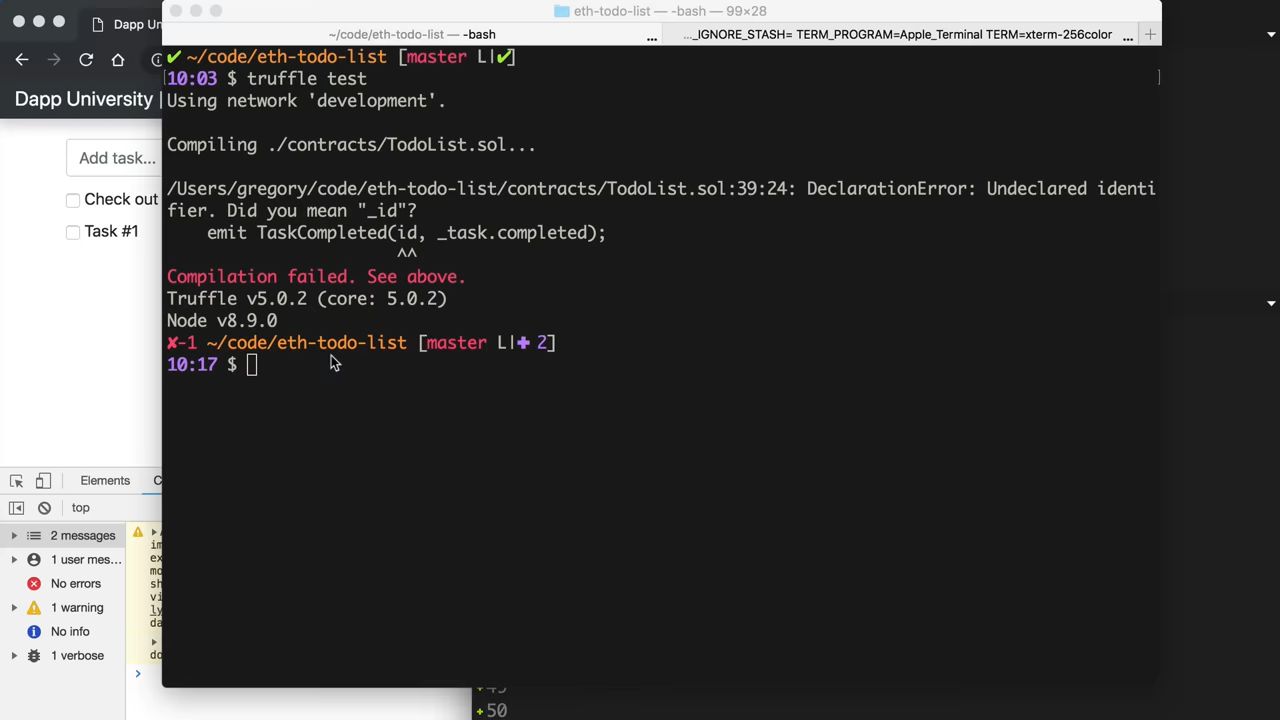 Dapp Un
eth-todo-list — -bash — 99×28
~/code/eth-todo-list — -bash
..._IGNORE_STASH= TERM_PROGRAM=Apple_Terminal TERM=xterm-256color
Dapp University |
Add task...
Check out
Task #1
✔ ~/code/eth-todo-list [master L|✔]
10:03 $ truffle test
Using network 'development'.
Compiling ./contracts/TodoList.sol...
/Users/gregory/code/eth-todo-list/contracts/TodoList.sol:39:24: DeclarationError: Undeclared identi
fier. Did you mean "_id"?
emit TaskCompleted(id, _task.completed);
^^
Compilation failed. See above.
Truffle v5.0.2 (core: 5.0.2)
Node v8.9.0
✘-1 ~/code/eth-todo-list [master L|✚ 2]
10:17 $
Elements
top
2 messages
1 user mes...
No errors
1 warning
No info
1 verbose
+50